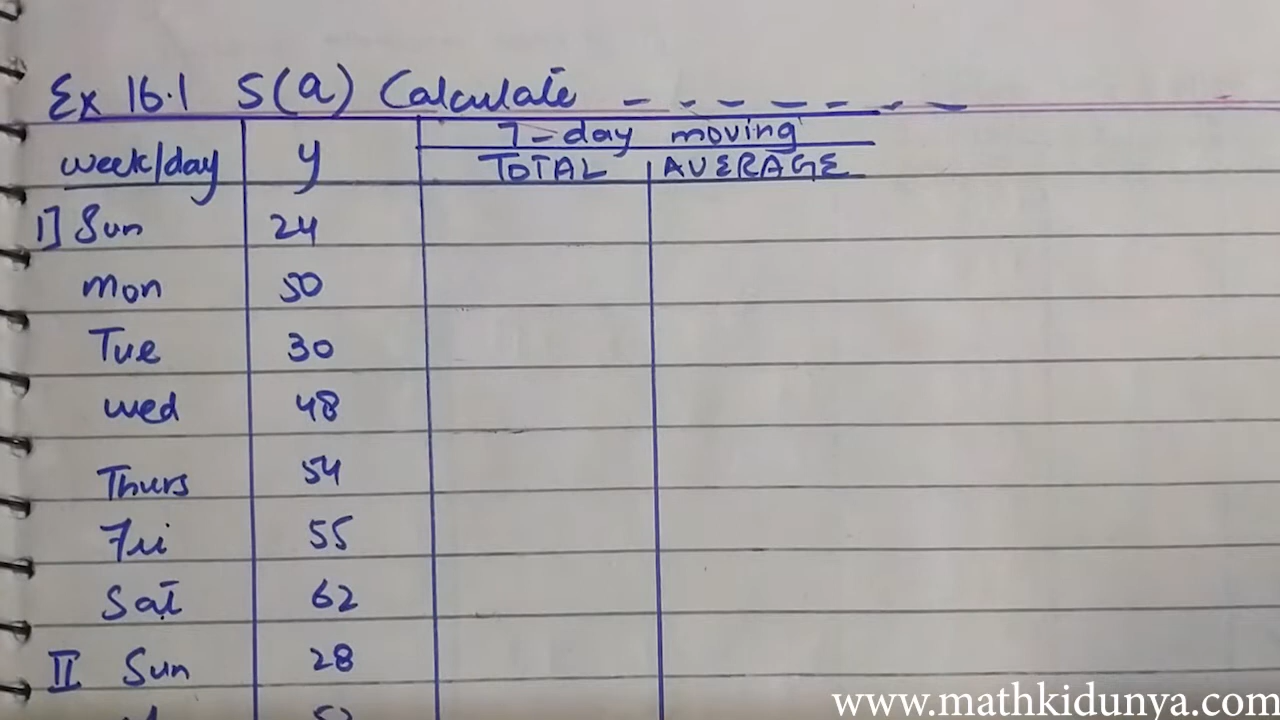 Ex 16.1 5(a) Calculate - - - - - - -
week/day y 7-day moving
TOTAL AVERAGE
1] Sun 24
Mon 50
Tue 30
wed 48
Thurs 54
Fri 55
Sat 62
II Sun 28
www.mathkidunya.com